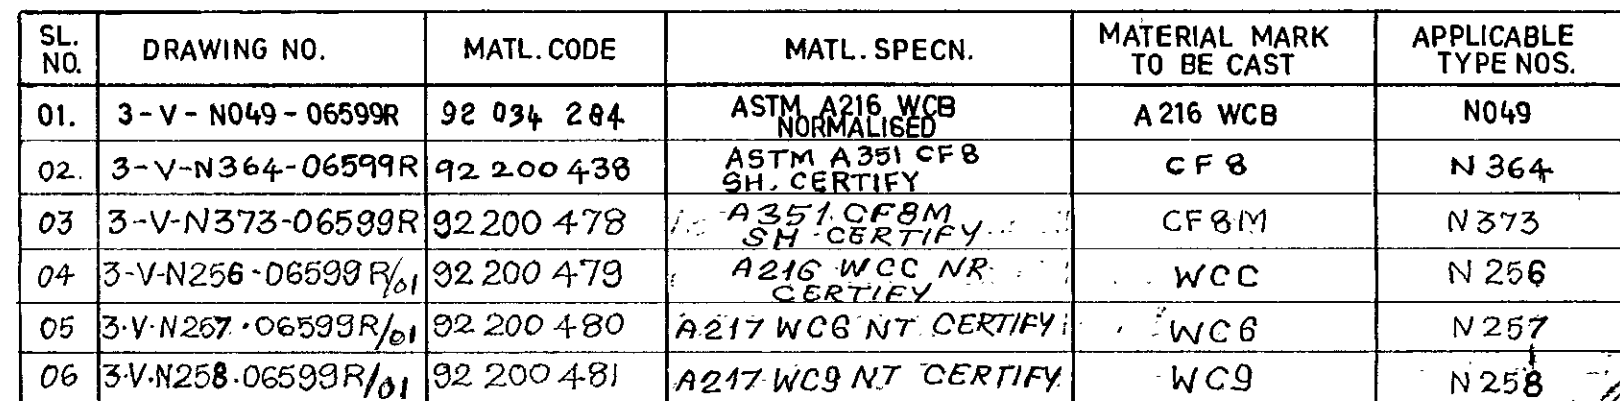 SL. NO. DRAWING NO. MATL. CODE MATL. SPECN. MATERIAL MARK TO BE CAST APPLICABLE TYPE NOS.
01. 3-V-N049-06599R 92 034 284 ASTM A216 WCB NORMALISED A216 WCB N049
02. 3-V-N364-06599R 92 200 438 ASTM A351 CF8 SH. CERTIFY CF8 N364
03 3-V-N373-06599R 92 200 478 A351 CF8M SH CERTIFY CF8M N373
04 3-V-N256-06599R/01 92 200 479 A216 WCC NR CERTIFY WCC N256
05 3-V-N257-06599R/01 92 200 480 A217 WC6 NT CERTIFY WC6 N257
06 3-V-N258-06599R/01 92 200 481 A217 WC9 NT CERTIFY WC9 N258